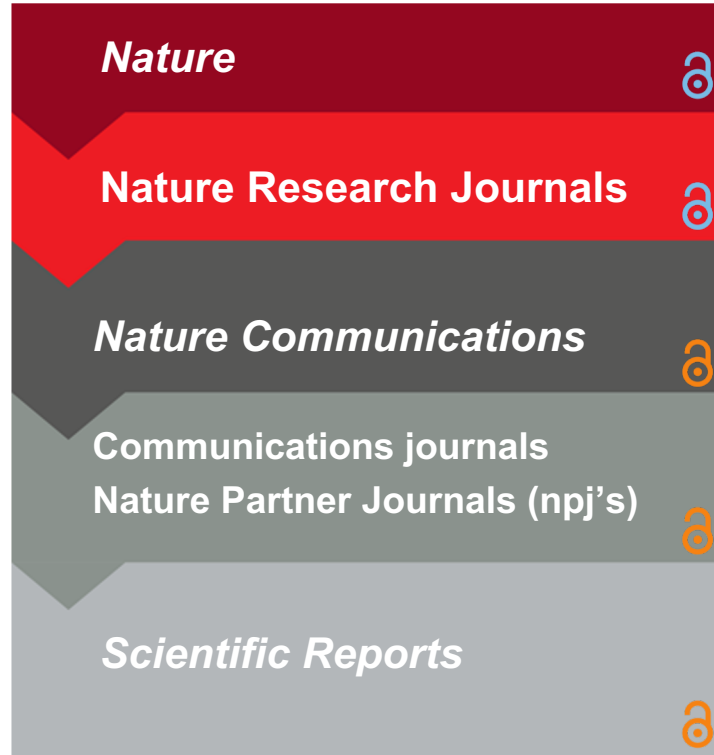 Nature
Nature Research Journals
Nature Communications
Communications journals
Nature Partner Journals (npj's)
Scientific Reports